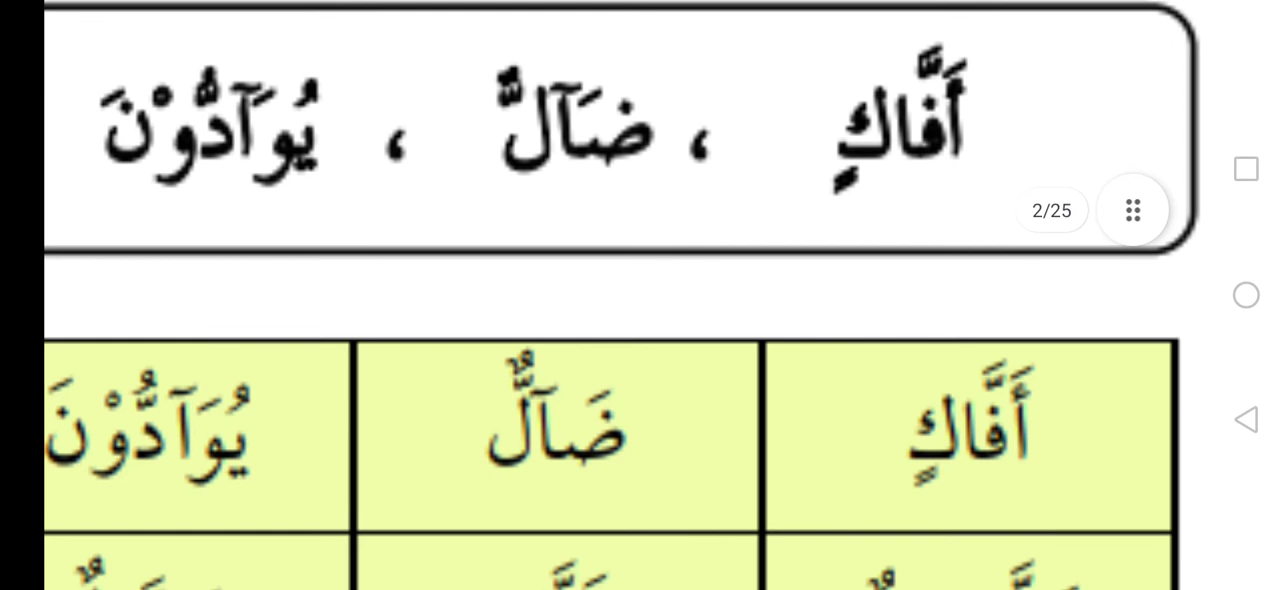 أَفَّاكٍ ، ضَآلٌّ ، يُوَآدُّوْنَ
2/25
أَفَّاكٍ ضَآلٌّ يُوَآدُّوْنَ